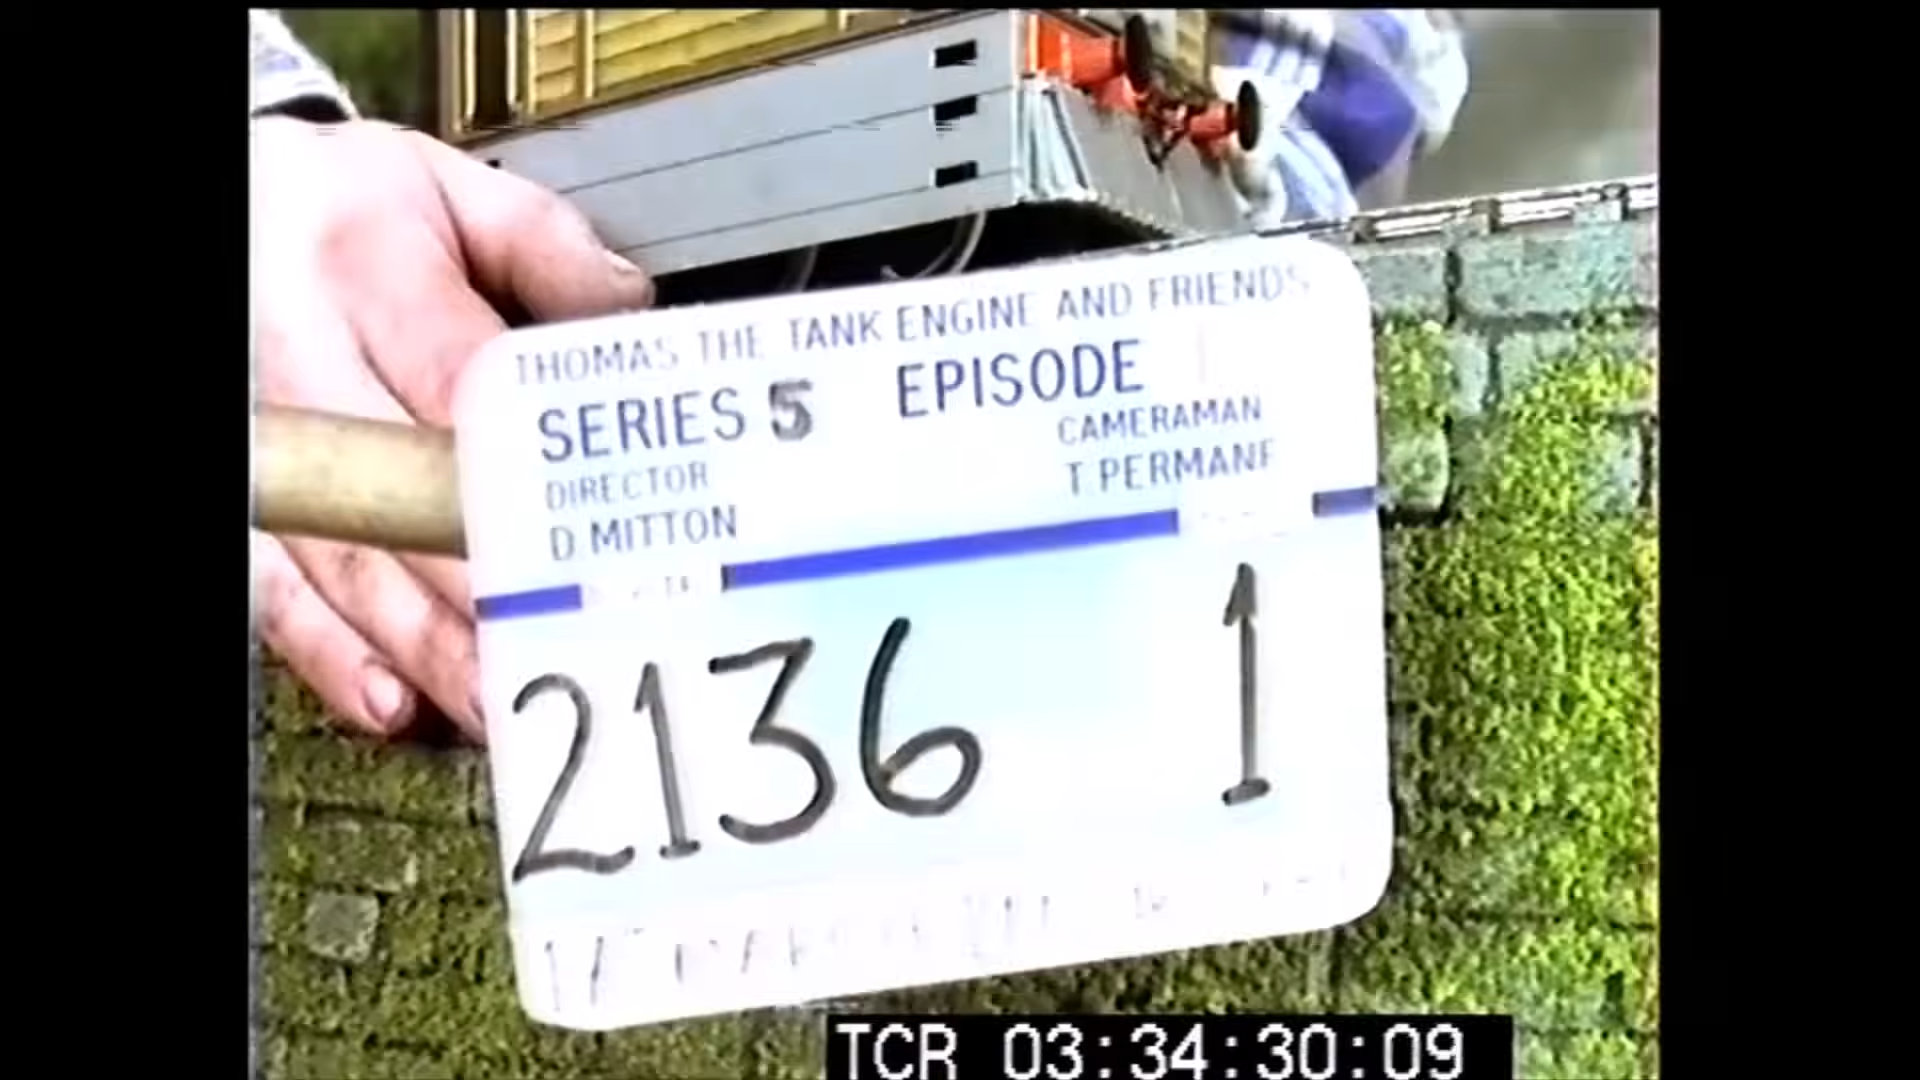 THOMAS THE TANK ENGINE AND FRIENDS
SERIES 5 EPISODE
DIRECTOR
D. MITTON
CAMERAMAN
T. PERMANE
2136 1
TCR 03:34:30:09